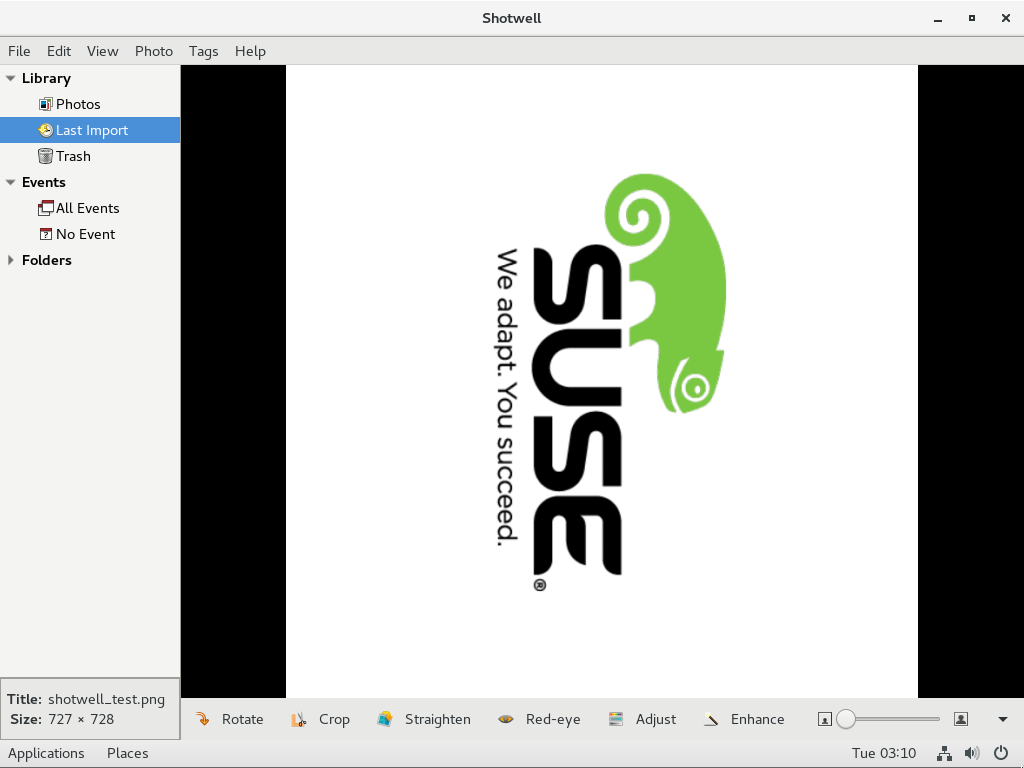 Shotwell
File Edit View Photo Tags Help
Library
Photos
Last Import
Trash
Events
All Events
No Event
Folders
SUSE®
We adapt. You succeed.
Title: shotwell_test.png
Size: 727 × 728
Rotate Crop Straighten Red-eye Adjust Enhance
Applications Places Tue 03:10